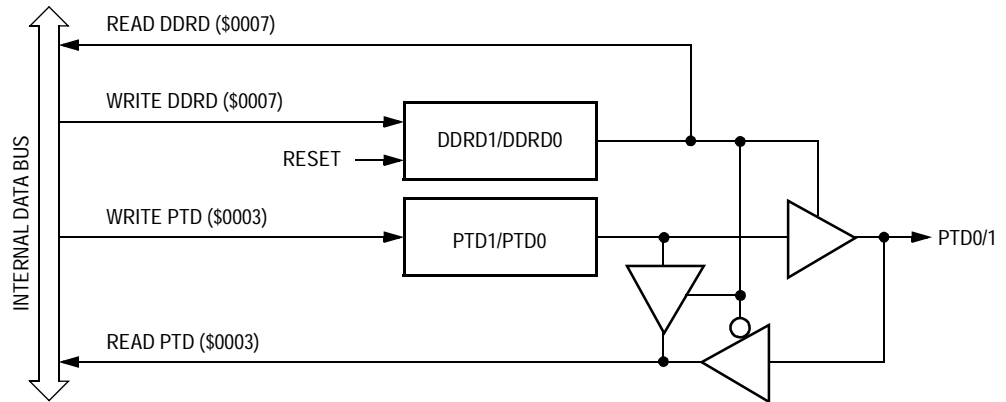 READ DDRD ($0007)
WRITE DDRD ($0007)
DDRD1/DDRD0
RESET
WRITE PTD ($0003)
PTD1/PTD0
PTD0/1
INTERNAL DATA BUS
READ PTD ($0003)